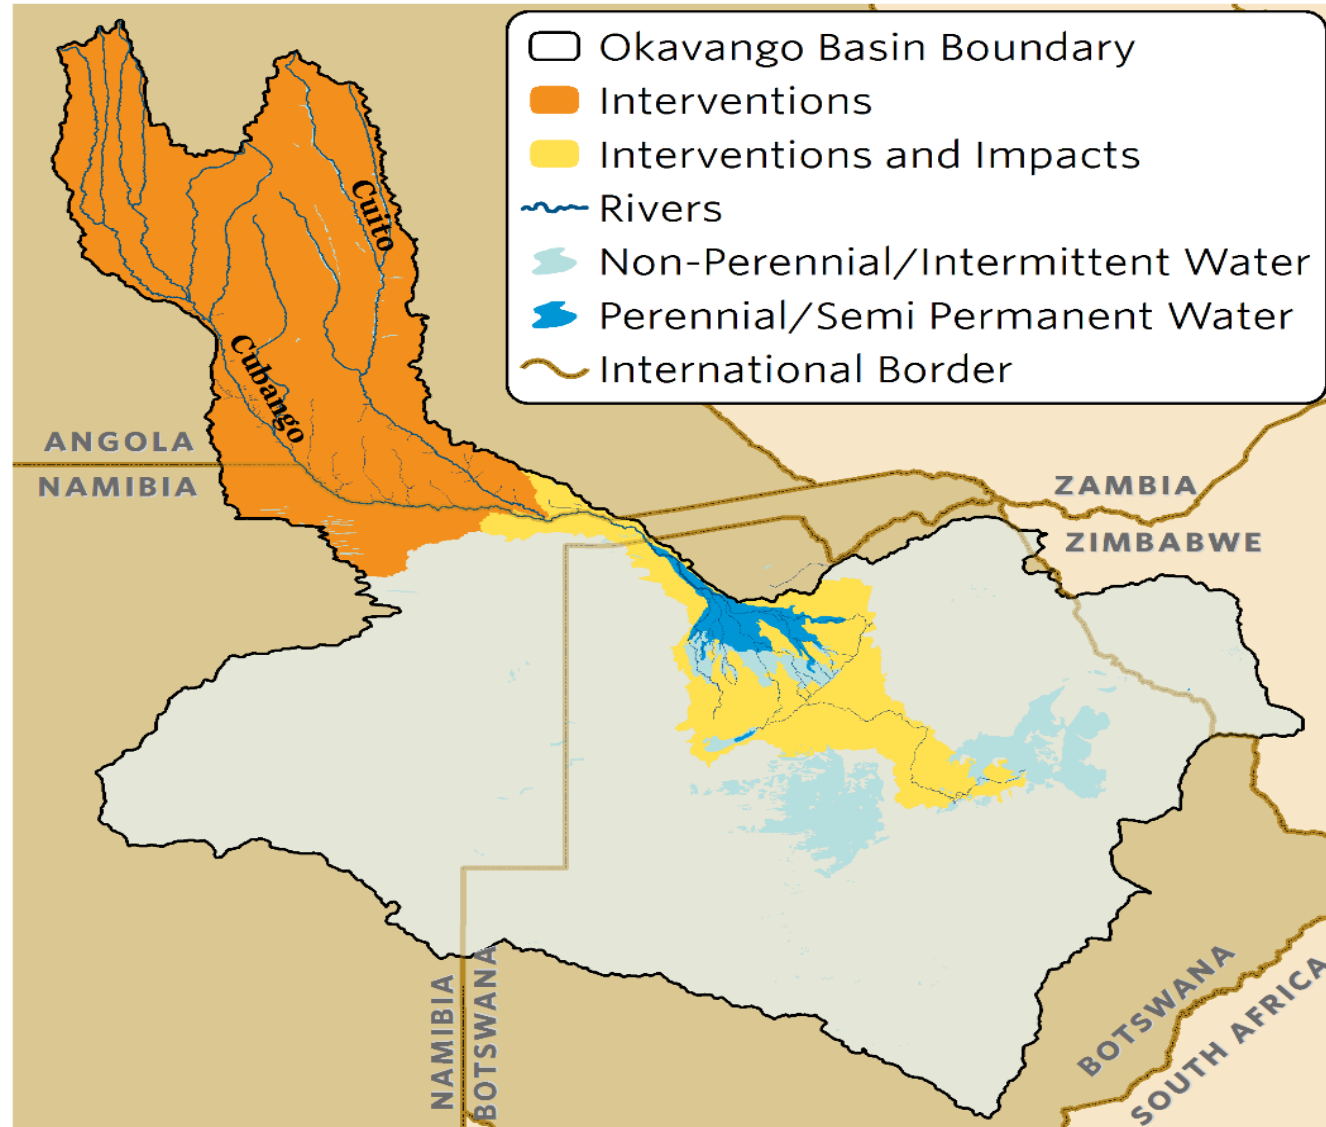 Okavango Basin Boundary
Interventions
Interventions and Impacts
Rivers
Non-Perennial/Intermittent Water
Perennial/Semi Permanent Water
International Border
Cuito
Cubango
ANGOLA
NAMIBIA
ZAMBIA
ZIMBABWE
NAMIBIA
BOTSWANA
BOTSWANA
SOUTH AFRICA